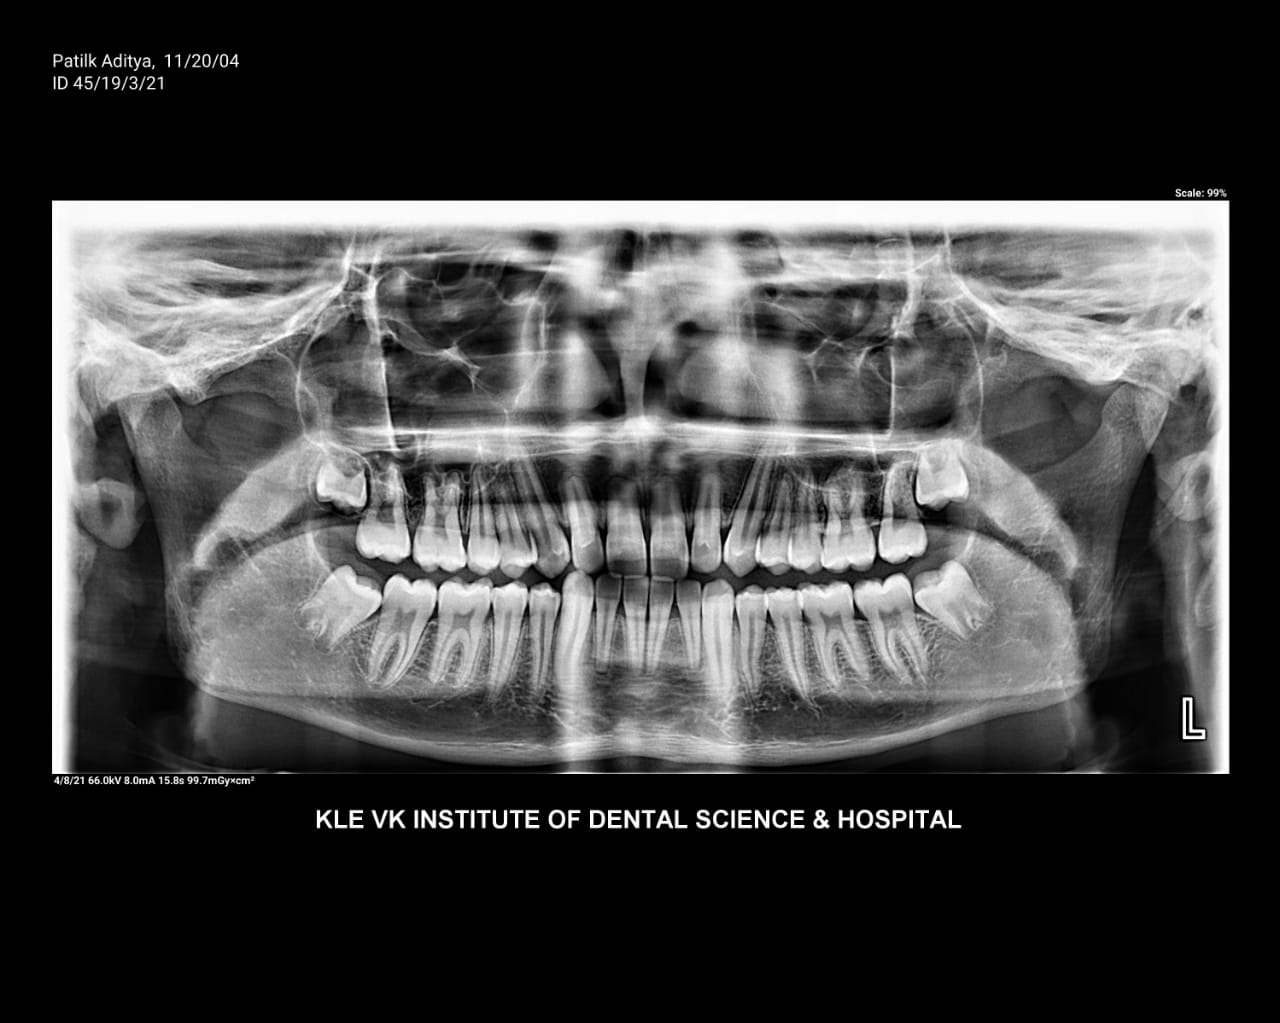 Patilk Aditya, 11/20/04
ID 45/19/3/21
Scale: 99%
L
4/8/21 66.0kV 8.0mA 15.8s 99.7mGy×cm²
KLE VK INSTITUTE OF DENTAL SCIENCE & HOSPITAL